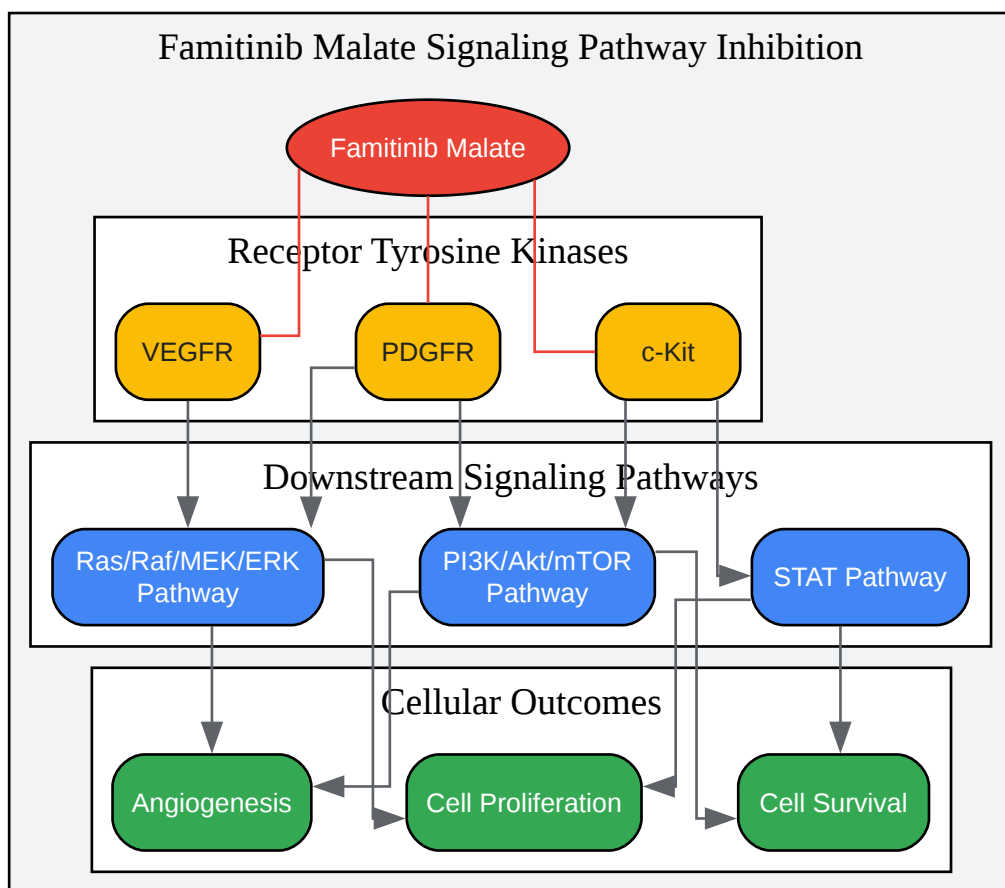 Famitinib Malate Signaling Pathway Inhibition
Famitinib Malate
Receptor Tyrosine Kinases
VEGFR
PDGFR
c-Kit
Downstream Signaling Pathways
Ras/Raf/MEK/ERK
Pathway
PI3K/Akt/mTOR
Pathway
STAT Pathway
Cellular Outcomes
Angiogenesis
Cell Proliferation
Cell Survival